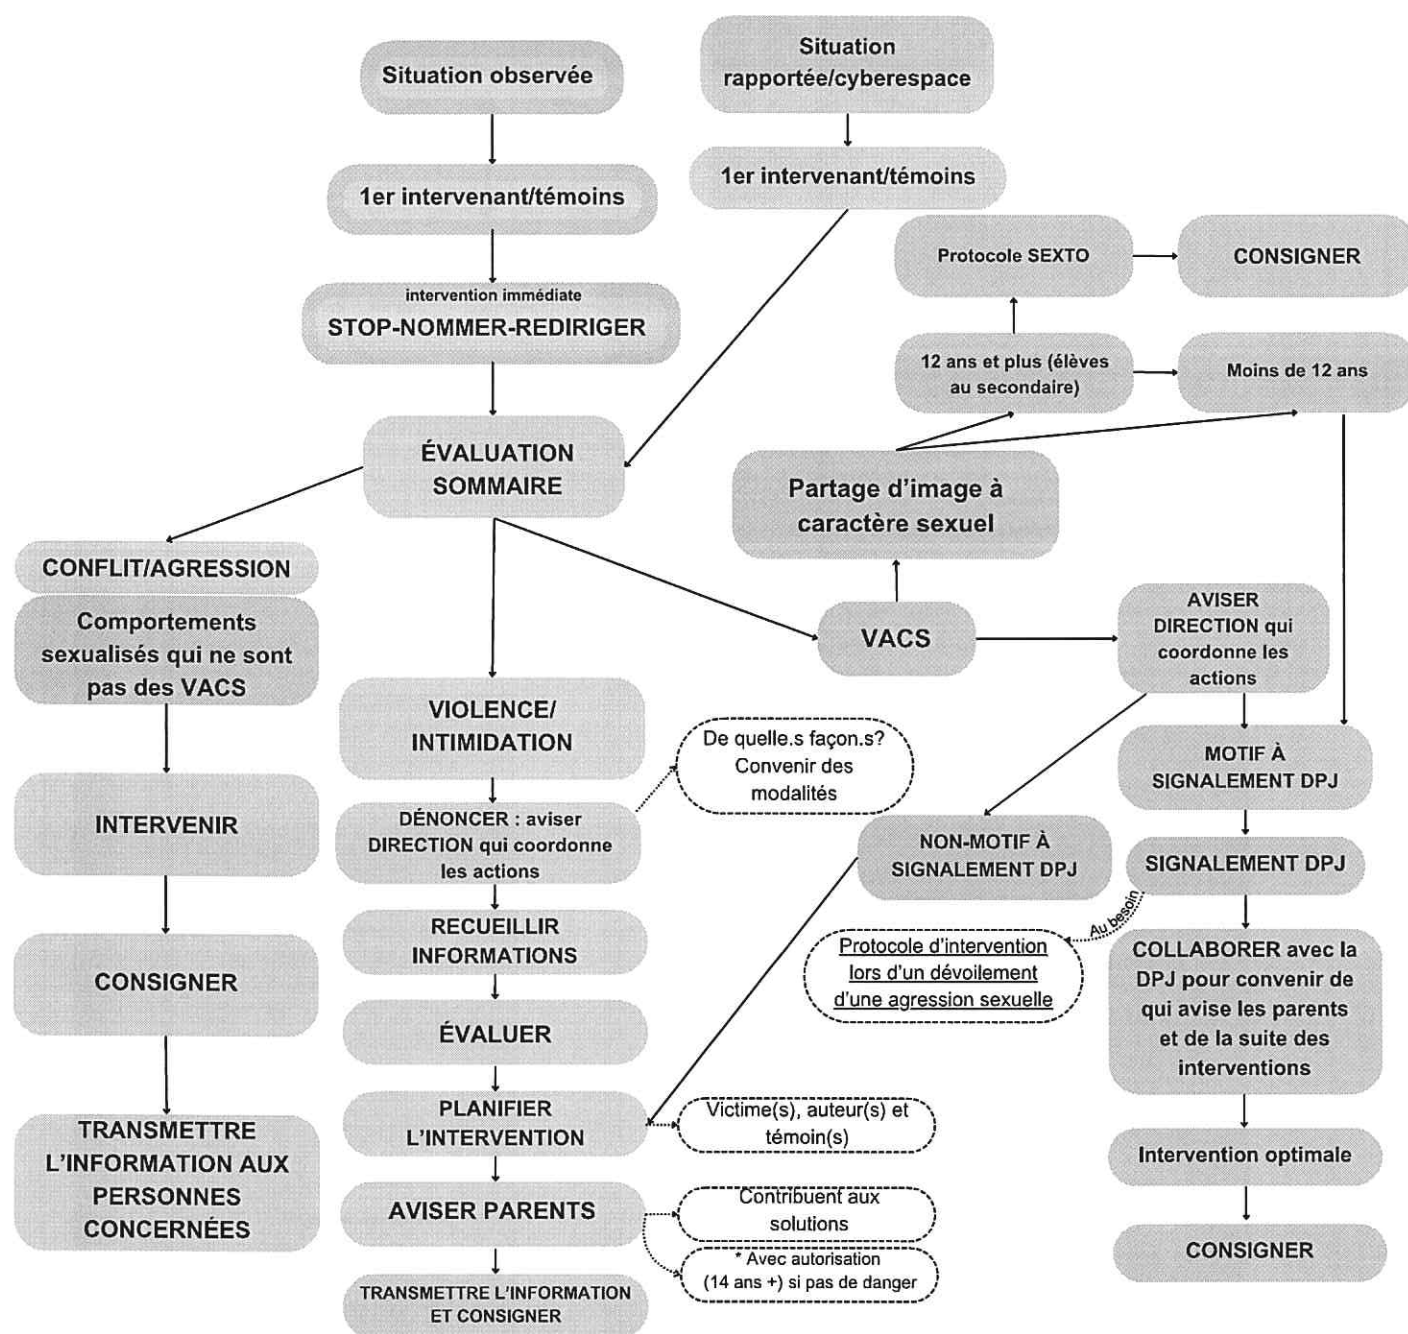 Situation observée
Situation
rapportée/cyberespace
1er intervenant/témoins
1er intervenant/témoins
intervention immédiate
STOP-NOMMER-REDIRIGER
Protocole SEXTO
CONSIGNER
12 ans et plus (élèves
au secondaire)
Moins de 12 ans
ÉVALUATION
SOMMAIRE
Partage d'image à
caractère sexuel
CONFLIT/AGRESSION
Comportements
sexualisés qui ne sont
pas des VACS
VACS
AVISER
DIRECTION qui
coordonne les
actions
VIOLENCE/
INTIMIDATION
De quelle.s façon.s?
Convenir des
modalités
MOTIF À
SIGNALEMENT DPJ
INTERVENIR
DÉNONCER : aviser
DIRECTION qui coordonne
les actions
NON-MOTIF À
SIGNALEMENT DPJ
SIGNALEMENT DPJ
Au besoin
RECUEILLIR
INFORMATIONS
Protocole d'intervention
lors d'un dévoilement
d'une agression sexuelle
COLLABORER avec la
DPJ pour convenir de
qui avise les parents
et de la suite des
interventions
CONSIGNER
ÉVALUER
PLANIFIER
L'INTERVENTION
Victime(s), auteur(s) et
témoin(s)
TRANSMETTRE
L'INFORMATION AUX
PERSONNES
CONCERNÉES
Intervention optimale
AVISER PARENTS
Contribuent aux
solutions
* Avec autorisation
(14 ans +) si pas de danger
CONSIGNER
TRANSMETTRE L'INFORMATION
ET CONSIGNER